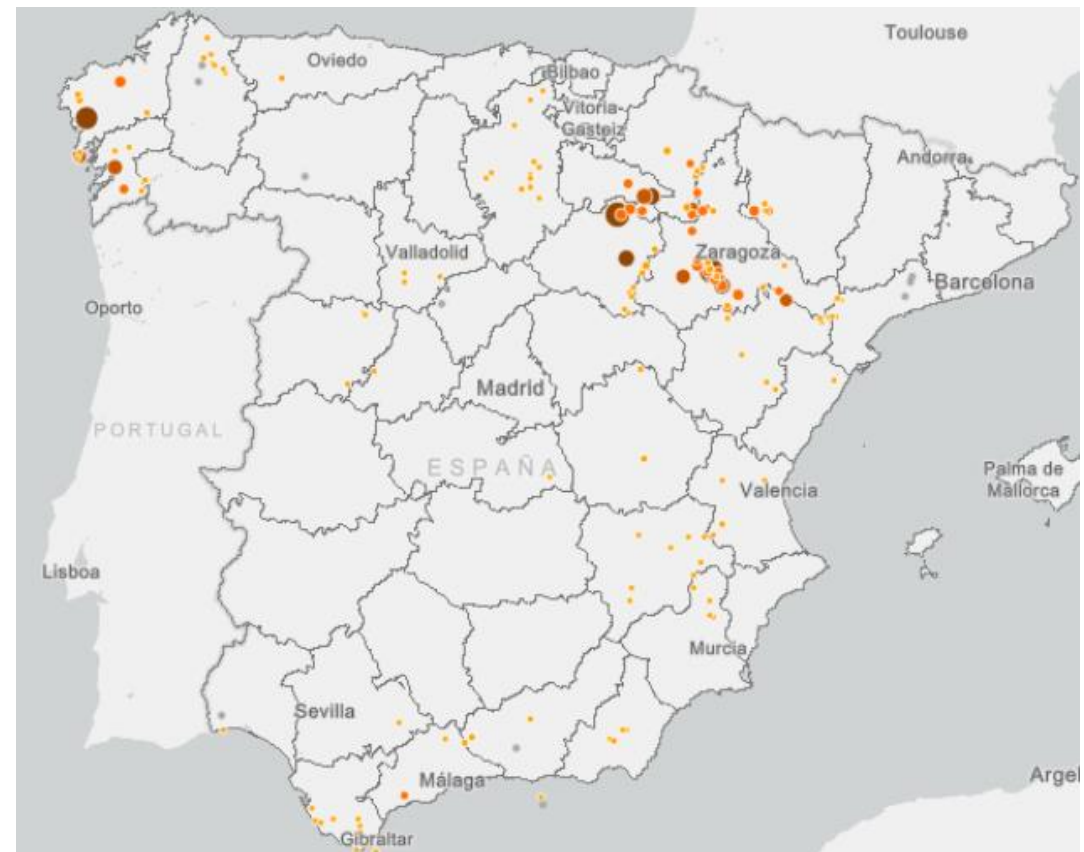 Toulouse
Oviedo
Bilbao
Vitoria-
Gasteiz
Andorra
Valladolid
Zaragoza
Barcelona
Oporto
Madrid
PORTUGAL
ESPAÑA
Palma de
Mallorca
Valencia
Lisboa
Murcia
Sevilla
Málaga
Argel
Gibraltar